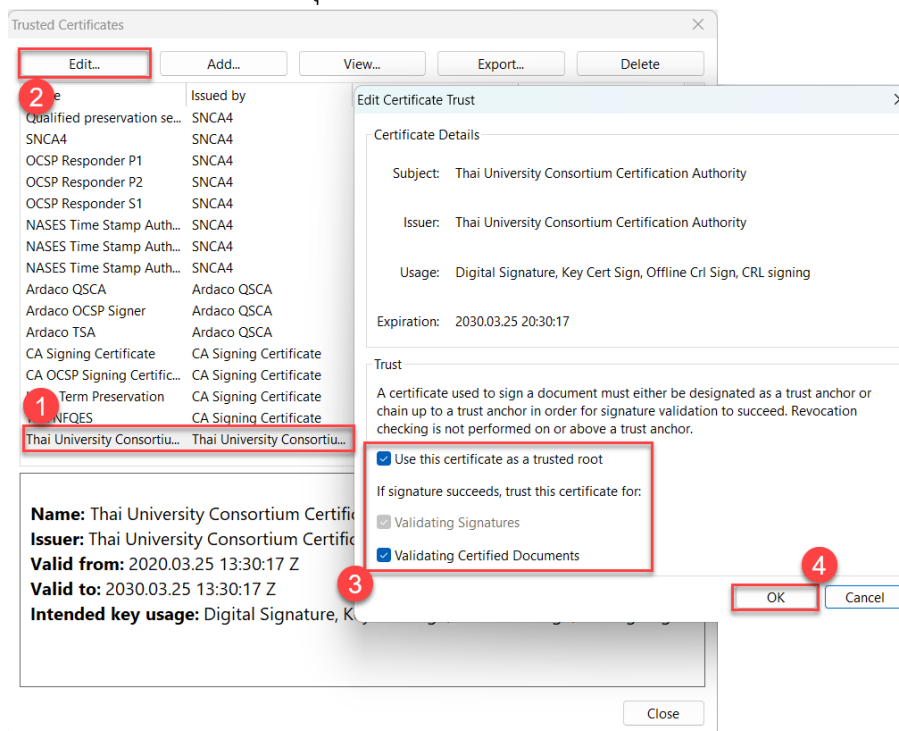 Trusted Certificates
Edit... Add... View... Export... Delete
2 Issued by
Qualified preservation se... SNCA4
SNCA4 SNCA4
OCSP Responder P1 SNCA4
OCSP Responder P2 SNCA4
OCSP Responder S1 SNCA4
NASES Time Stamp Auth... SNCA4
NASES Time Stamp Auth... SNCA4
NASES Time Stamp Auth... SNCA4
Ardaco QSCA Ardaco QSCA
Ardaco OCSP Signer Ardaco QSCA
Ardaco TSA Ardaco QSCA
CA Signing Certificate CA Signing Certificate
CA OCSP Signing Certific... CA Signing Certificate
1 Term Preservation CA Signing Certificate
NFQES CA Signing Certificate
Thai University Consortiu... Thai University Consortiu...
Name: Thai University Consortium Certific
Issuer: Thai University Consortium Certific
Valid from: 2020.03.25 13:30:17 Z
Valid to: 2030.03.25 13:30:17 Z
Intended key usage: Digital Signature, K
Close
Edit Certificate Trust
Certificate Details
Subject: Thai University Consortium Certification Authority
Issuer: Thai University Consortium Certification Authority
Usage: Digital Signature, Key Cert Sign, Offline Crl Sign, CRL signing
Expiration: 2030.03.25 20:30:17
Trust
A certificate used to sign a document must either be designated as a trust anchor or
chain up to a trust anchor in order for signature validation to succeed. Revocation
checking is not performed on or above a trust anchor.
Use this certificate as a trusted root
If signature succeeds, trust this certificate for:
Validating Signatures
Validating Certified Documents
3
4
OK Cancel